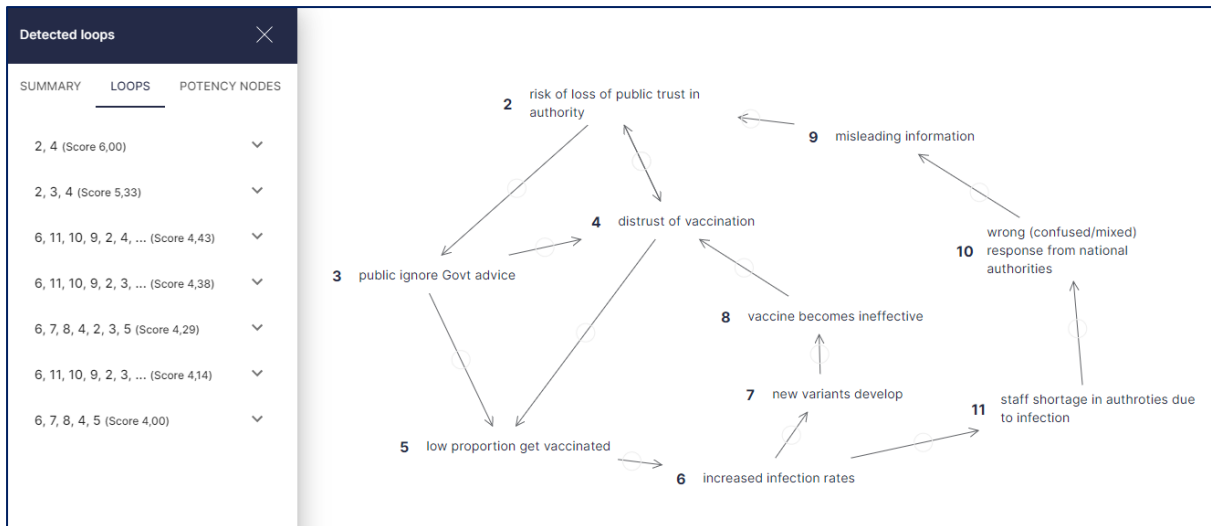 Detected loops
SUMMARY LOOPS POTENCY NODES
2, 4 (Score 6,00)
2, 3, 4 (Score 5,33)
6, 11, 10, 9, 2, 4, ... (Score 4,43)
6, 11, 10, 9, 2, 3, ... (Score 4,38)
6, 7, 8, 4, 2, 3, 5 (Score 4,29)
6, 11, 10, 9, 2, 3, ... (Score 4,14)
6, 7, 8, 4, 5 (Score 4,00)
2 risk of loss of public trust in
authority
9 misleading information
4 distrust of vaccination
10 wrong (confused/mixed)
response from national
authorities
3 public ignore Govt advice
8 vaccine becomes ineffective
7 new variants develop
11 staff shortage in authroties due
to infection
5 low proportion get vaccinated
6 increased infection rates